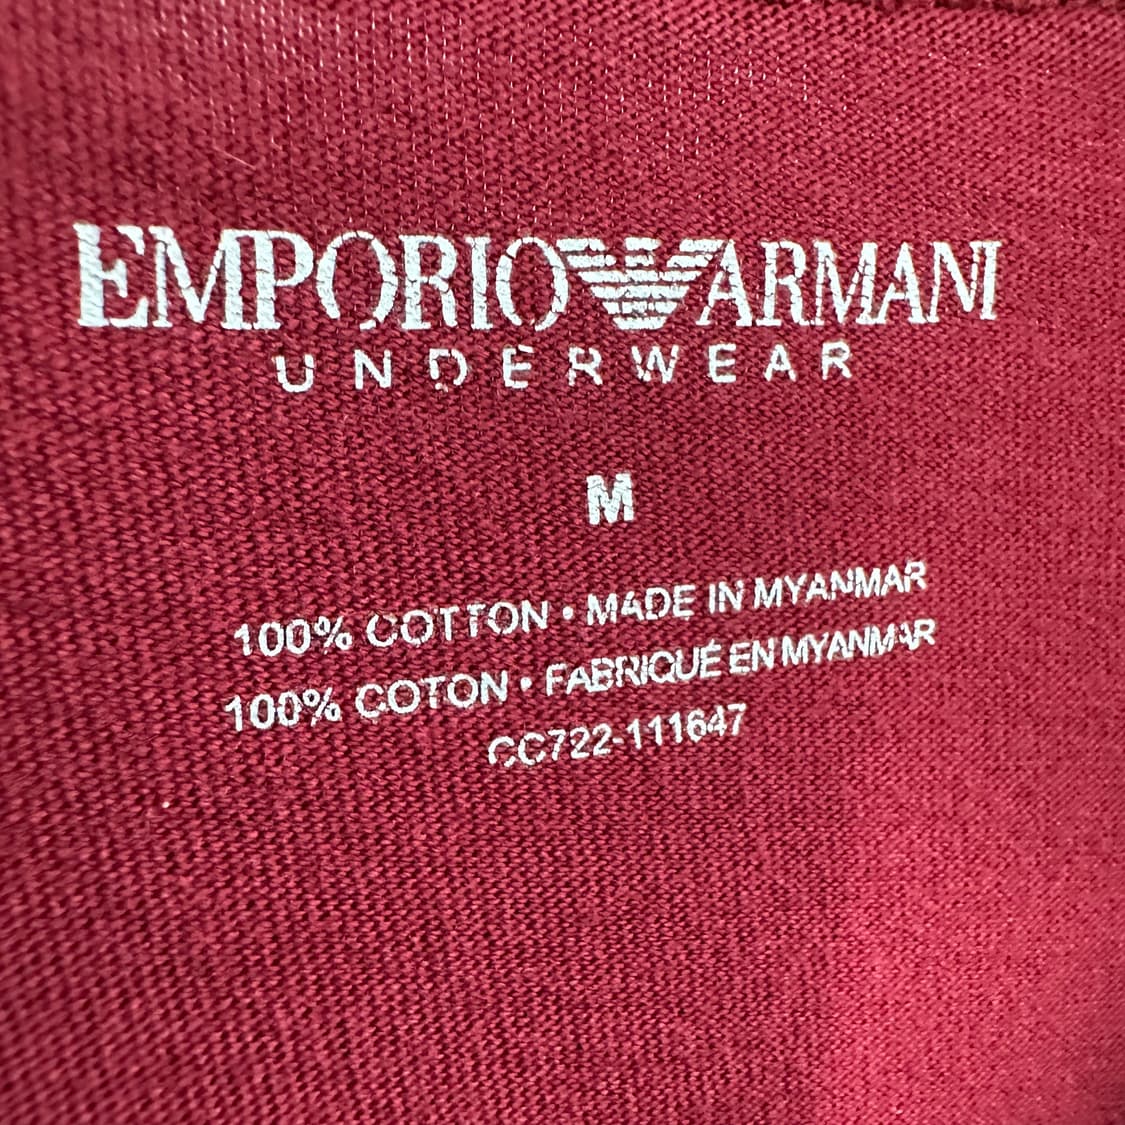 EMPORIO ARMANI
UNDERWEAR
M
100% COTTON • MADE IN MYANMAR
100% COTON • FABRIQUÉ EN MYANMAR
CC722-111647